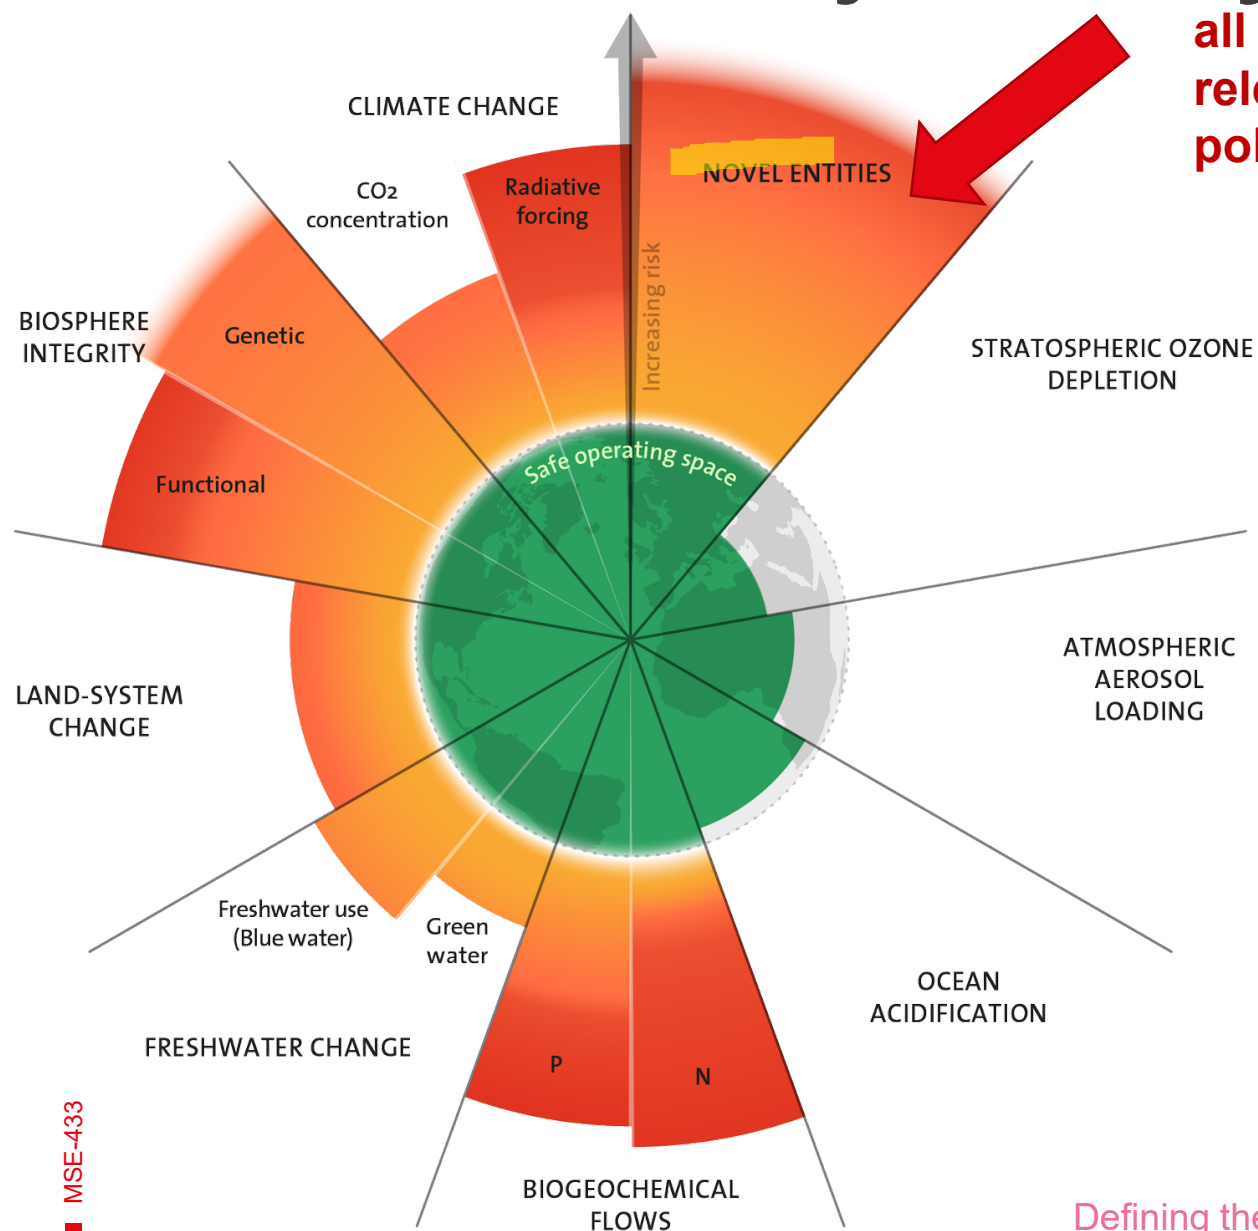 all
CLIMATE CHANGE
CO2
concentration
Radiative
forcing
NOVEL ENTITIES
Increasing risk
BIOSPHERE
INTEGRITY
Genetic
STRATOSPHERIC OZONE
DEPLETION
Functional
Safe operating space
LAND-SYSTEM
CHANGE
ATMOSPHERIC
AEROSOL
LOADING
Freshwater use
(Blue water)
Green
water
OCEAN
ACIDIFICATION
FRESHWATER CHANGE
P
N
MSE-433
BIOGEOCHEMICAL
FLOWS
Defining the